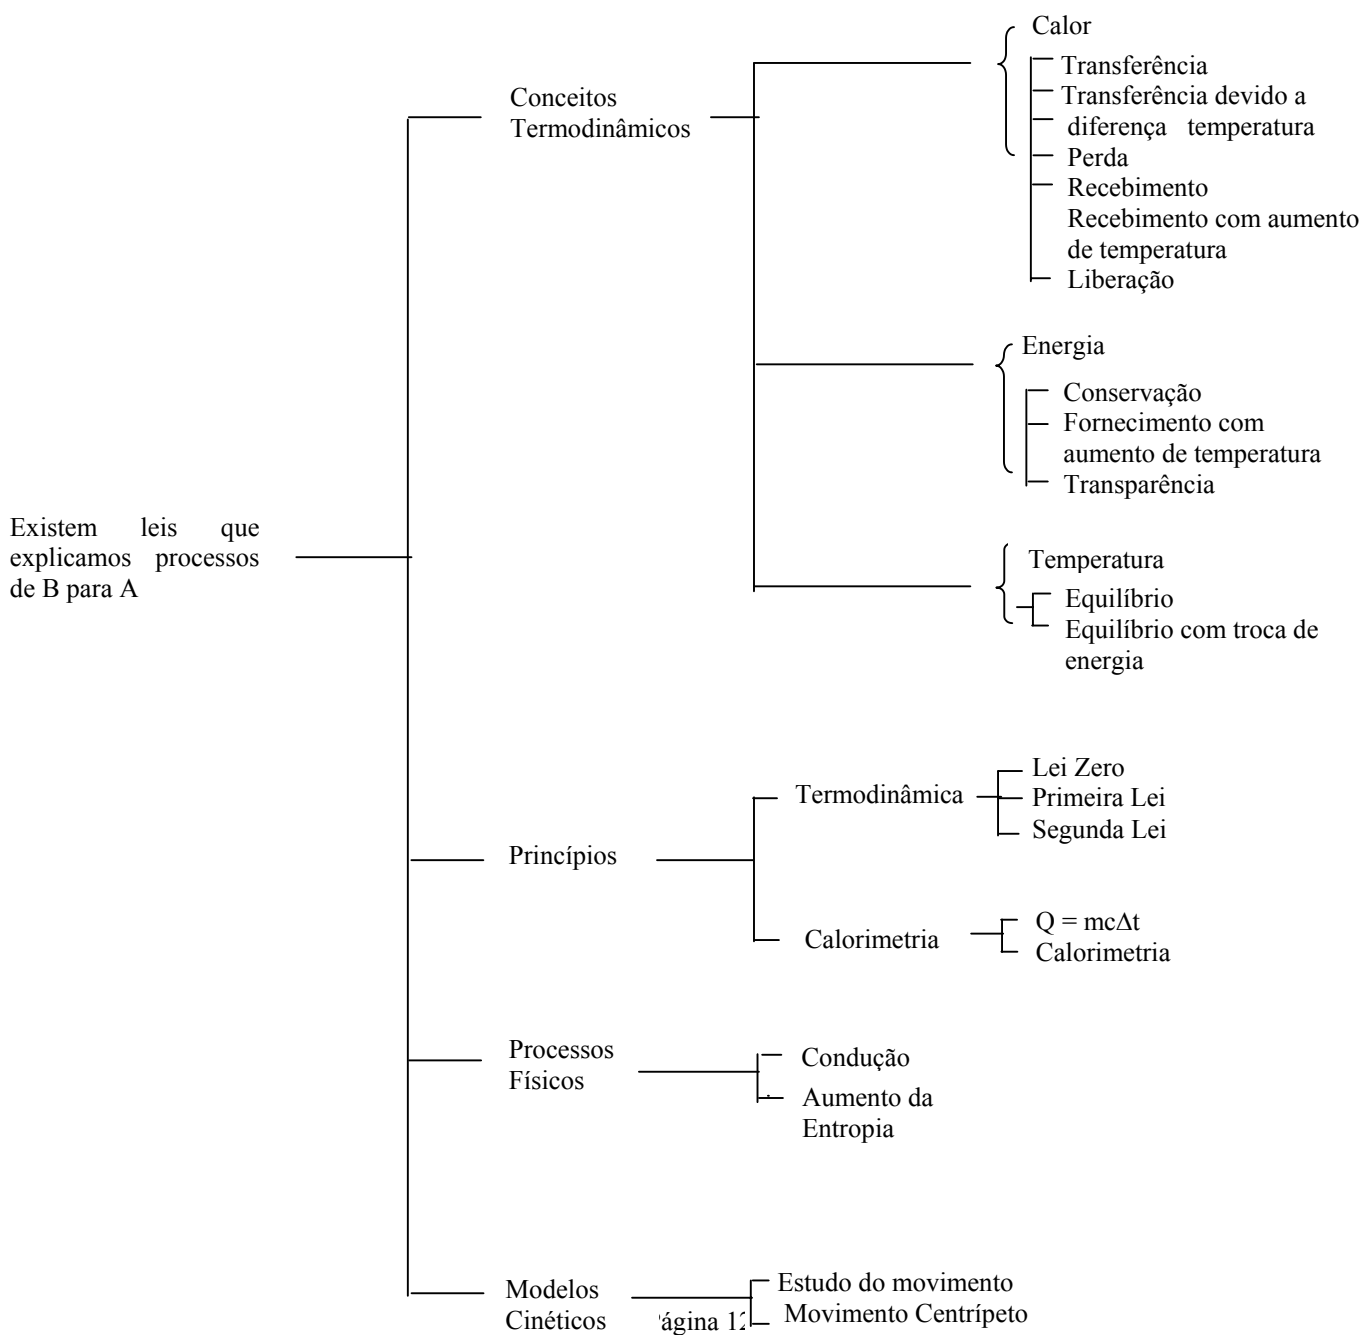 Existem leis que
explicamos processos
de B para A
Conceitos
Termodinâmicos
Calor
Transferência
Transferência devido a
diferença temperatura
Perda
Recebimento
Recebimento com aumento
de temperatura
Liberação
Energia
Conservação
Fornecimento com
aumento de temperatura
Transparência
Temperatura
Equilíbrio
Equilíbrio com troca de
energia
Princípios
Termodinâmica
Lei Zero
Primeira Lei
Segunda Lei
Calorimetria
Q = mcΔt
Calorimetria
Processos
Físicos
Condução
Aumento da
Entropia
Modelos
Cinéticos
Estudo do movimento
Movimento Centrípeto
ágina 12